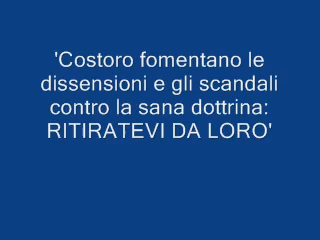 'Costoro fomentano le
dissensioni e gli scandali
contro la sana dottrina:
RITIRATEVI DA LORO'